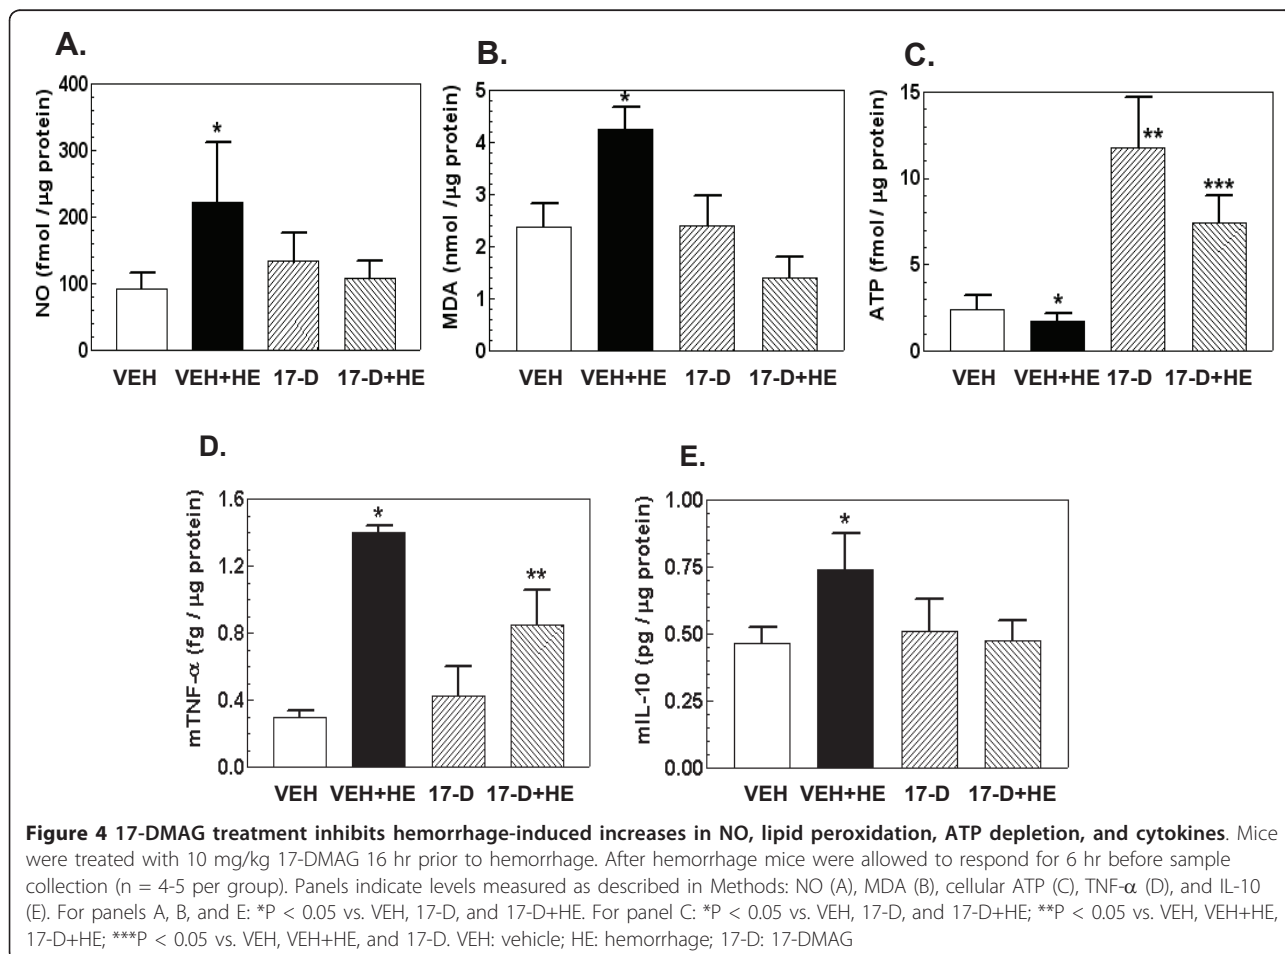 A.
NO (fmol /µg protein)
400
300
200
100
0
*
VEH VEH+HE 17-D 17-D+HE
B.
MDA (nmol /µg protein)
5
4
3
2
1
0
*
VEH VEH+HE 17-D 17-D+HE
C.
ATP (fmol / µg protein)
15
10
5
0
*
**
***
VEH VEH+HE 17-D 17-D+HE
D.
mTNF-α (fg / µg protein)
1.6
1.2
0.8
0.4
0.0
*
**
VEH VEH+HE 17-D 17-D+HE
E.
mIL-10 (pg / µg protein)
1.00
0.75
0.50
0.25
0.00
*
VEH VEH+HE 17-D 17-D+HE
Figure 4 17-DMAG treatment inhibits hemorrhage-induced increases in NO, lipid peroxidation, ATP depletion, and cytokines. Mice
were treated with 10 mg/kg 17-DMAG 16 hr prior to hemorrhage. After hemorrhage mice were allowed to respond for 6 hr before sample
collection (n = 4-5 per group). Panels indicate levels measured as described in Methods: NO (A), MDA (B), cellular ATP (C), TNF-α (D), and IL-10
(E). For panels A, B, and E: *P < 0.05 vs. VEH, 17-D, and 17-D+HE. For panel C: *P < 0.05 vs. VEH, 17-D, and 17-D+HE; **P < 0.05 vs. VEH, VEH+HE,
17-D+HE; ***P < 0.05 vs. VEH, VEH+HE, and 17-D. VEH: vehicle; HE: hemorrhage; 17-D: 17-DMAG